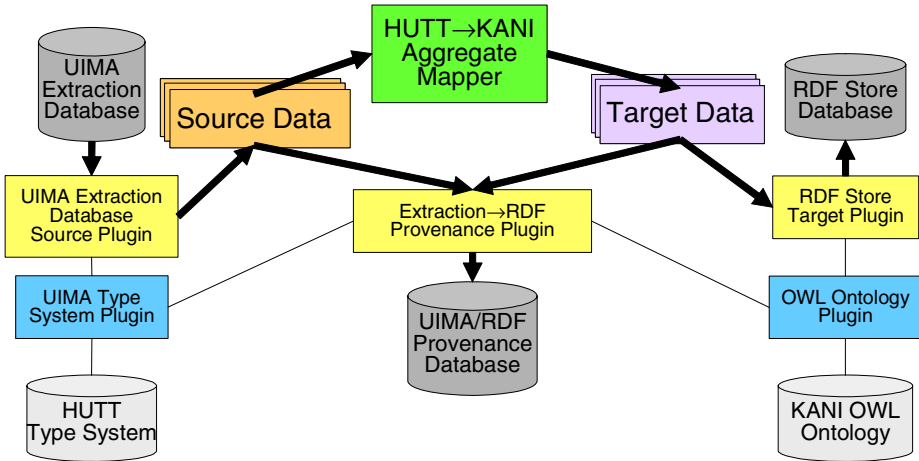 HUTT→KANI
Aggregate
Mapper
UIMA
Extraction
Database
RDF Store
Database
Source Data
Target Data
UIMA Extraction
Database
Source Plugin
Extraction→RDF
Provenance Plugin
RDF Store
Target Plugin
UIMA Type
System Plugin
OWL Ontology
Plugin
UIMA/RDF
Provenance
Database
HUTT
Type System
KANI OWL
Ontology